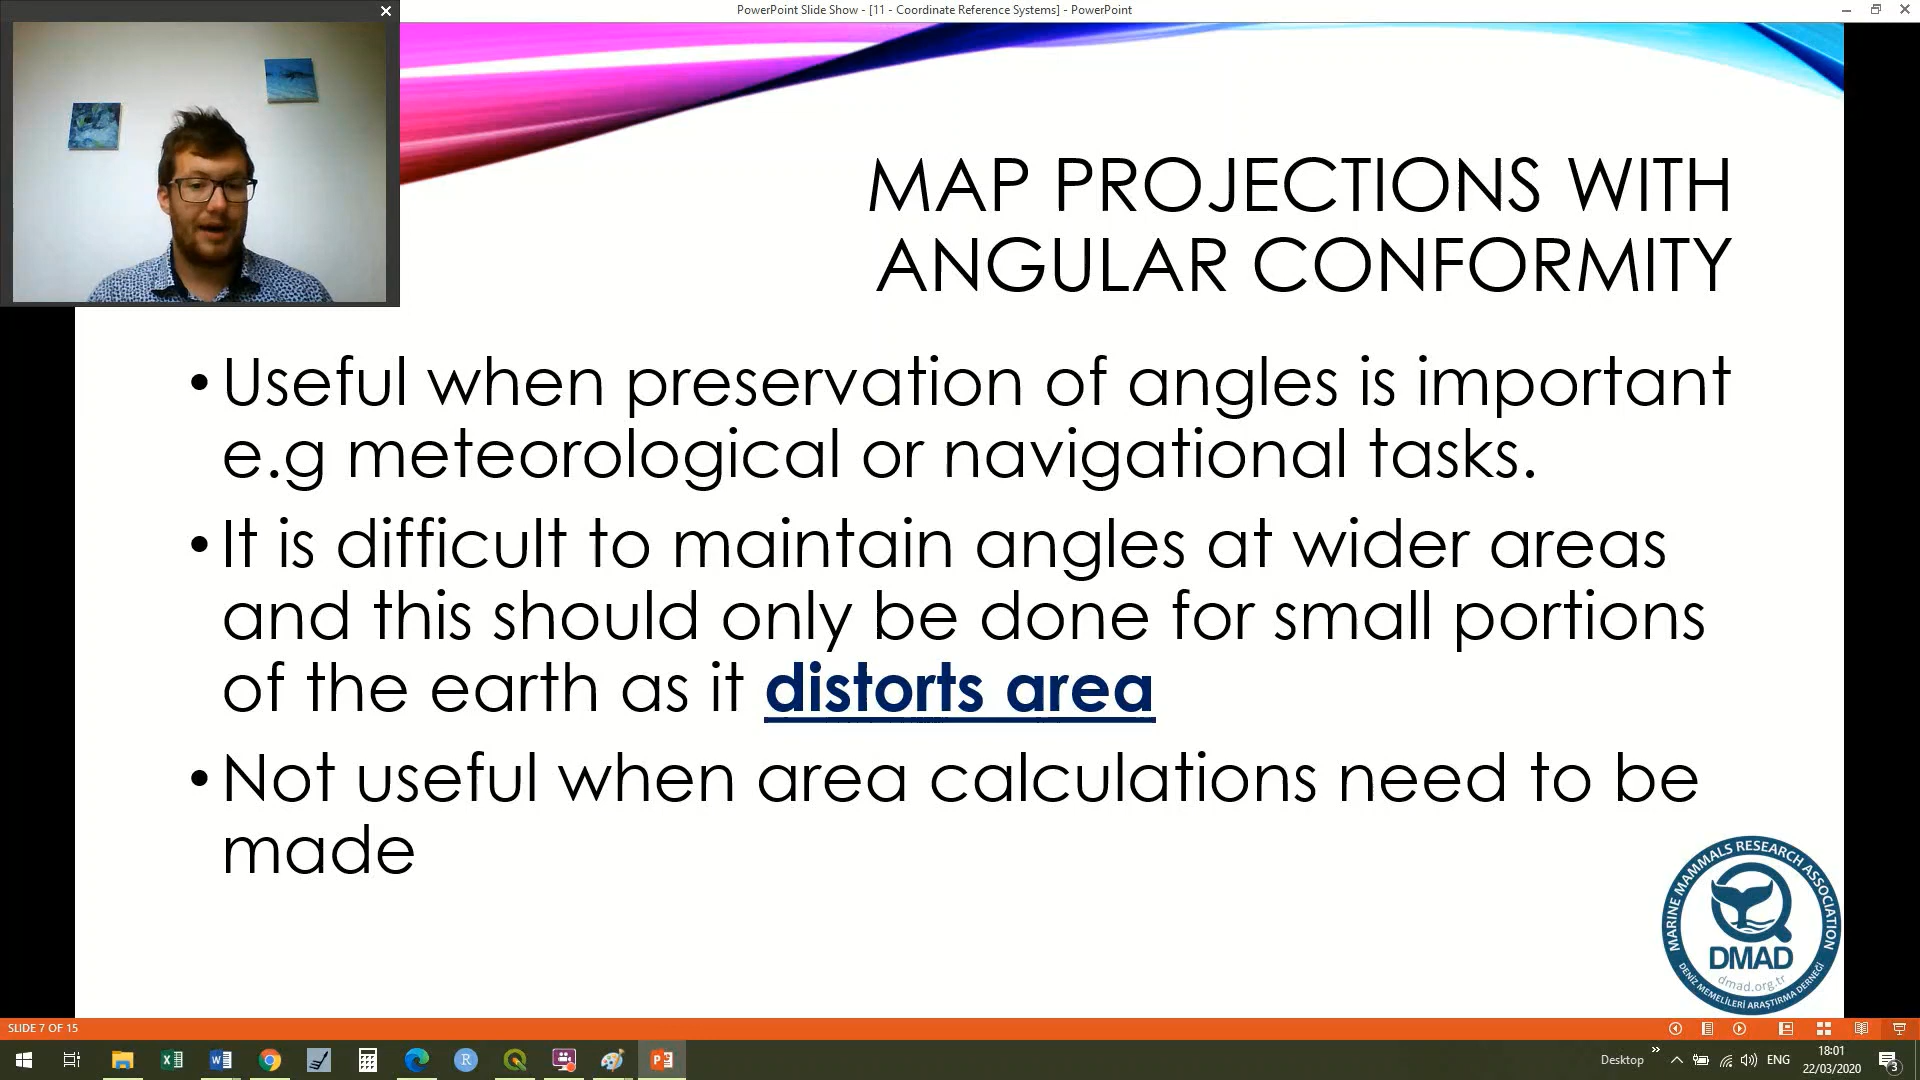 PowerPoint Slide Show - [11 - Coordinate Reference Systems] - PowerPoint
MAP PROJECTIONS WITH
ANGULAR CONFORMITY
•Useful when preservation of angles is important
e.g meteorological or navigational tasks.
•It is difficult to maintain angles at wider areas
and this should only be done for small portions
of the earth as it distorts area
•Not useful when area calculations need to be
made
MARINE MAMMALS RESEARCH ASSOCIATION
DMAD
dmad.org.tr
DENİZ MEMELİLERİ ARAŞTIRMA DERNEĞİ
SLIDE 7 OF 15
Desktop
ENG
18:01
22/03/2020
3